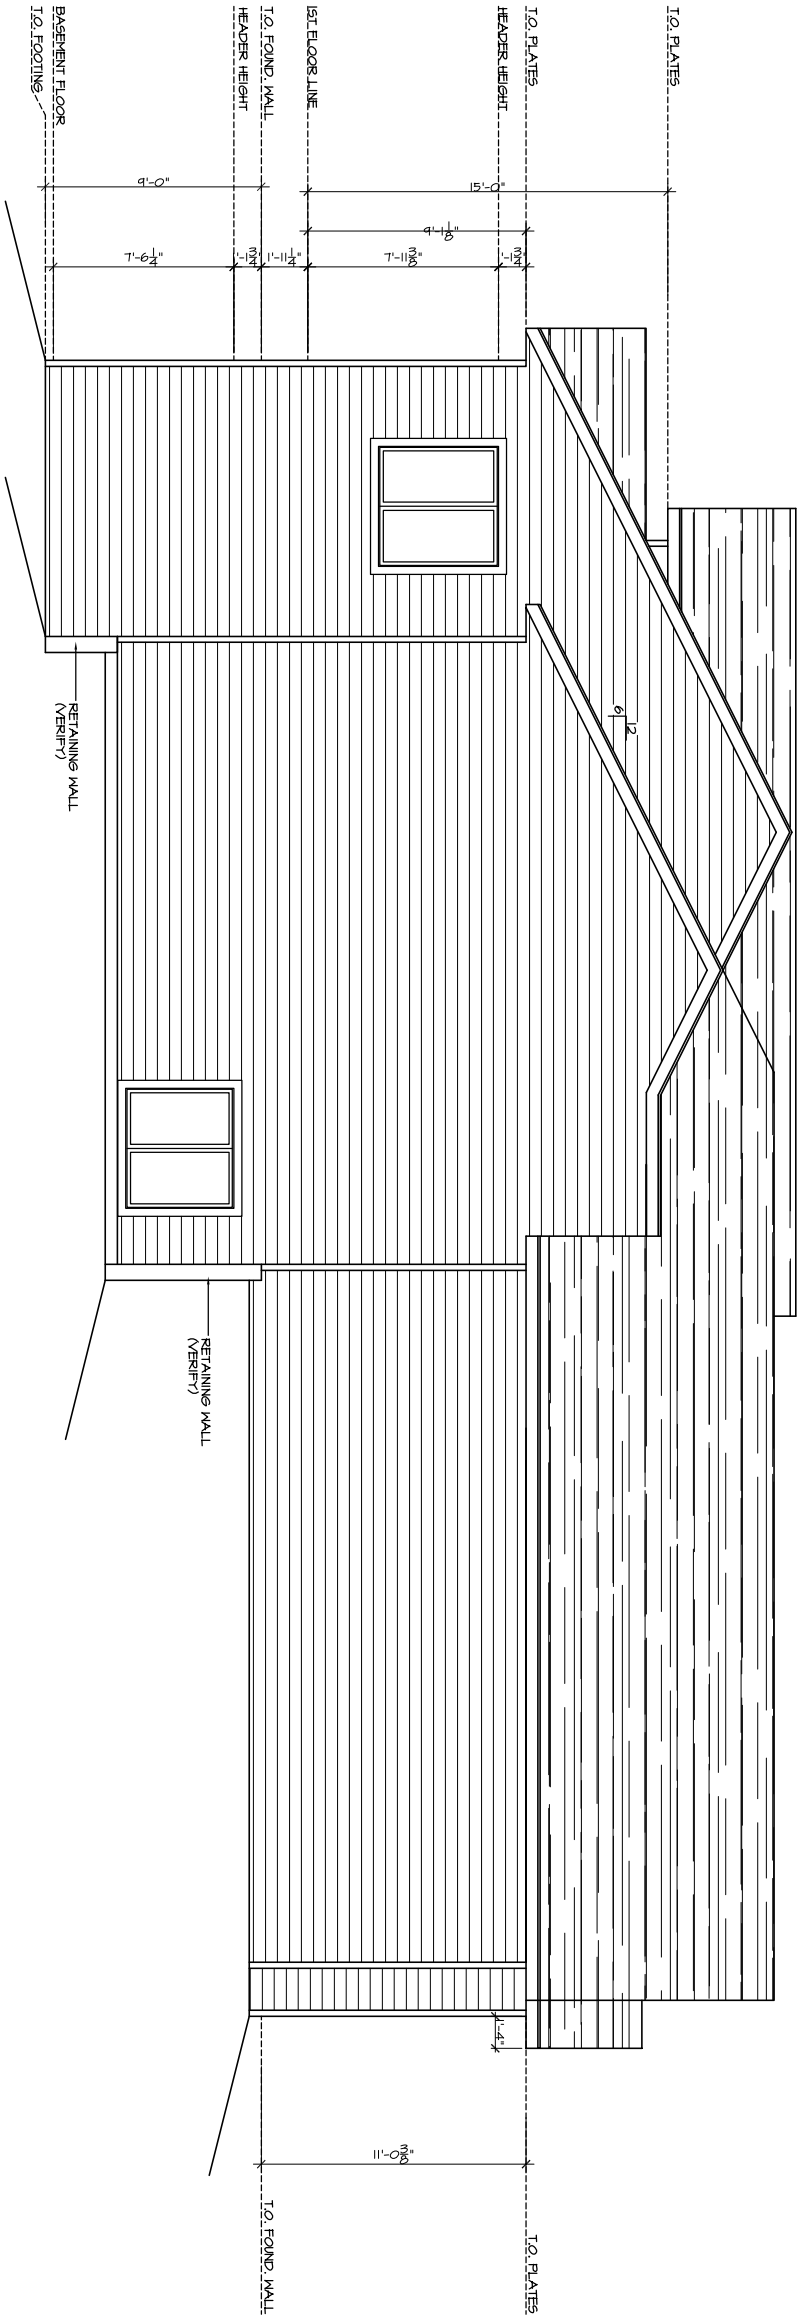 T.O. PLATES
T.O. PLATES
HEADER HEIGHT
1ST FLOOR LINE
T.O. FOUND. WALL
HEADER HEIGHT
BASEMENT FLOOR
T.O. FOOTING
15'-0"
9'-0"
9'-1 1/8"
1'-1 3/4"
7'-11 3/8"
1'-11 1/4"
1'-1 3/4"
7'-6 1/4"
12
6
RETAINING WALL
(VERIFY)
RETAINING WALL
(VERIFY)
1'-4"
11'-0 3/8"
T.O. PLATES
T.O. FOUND. WALL